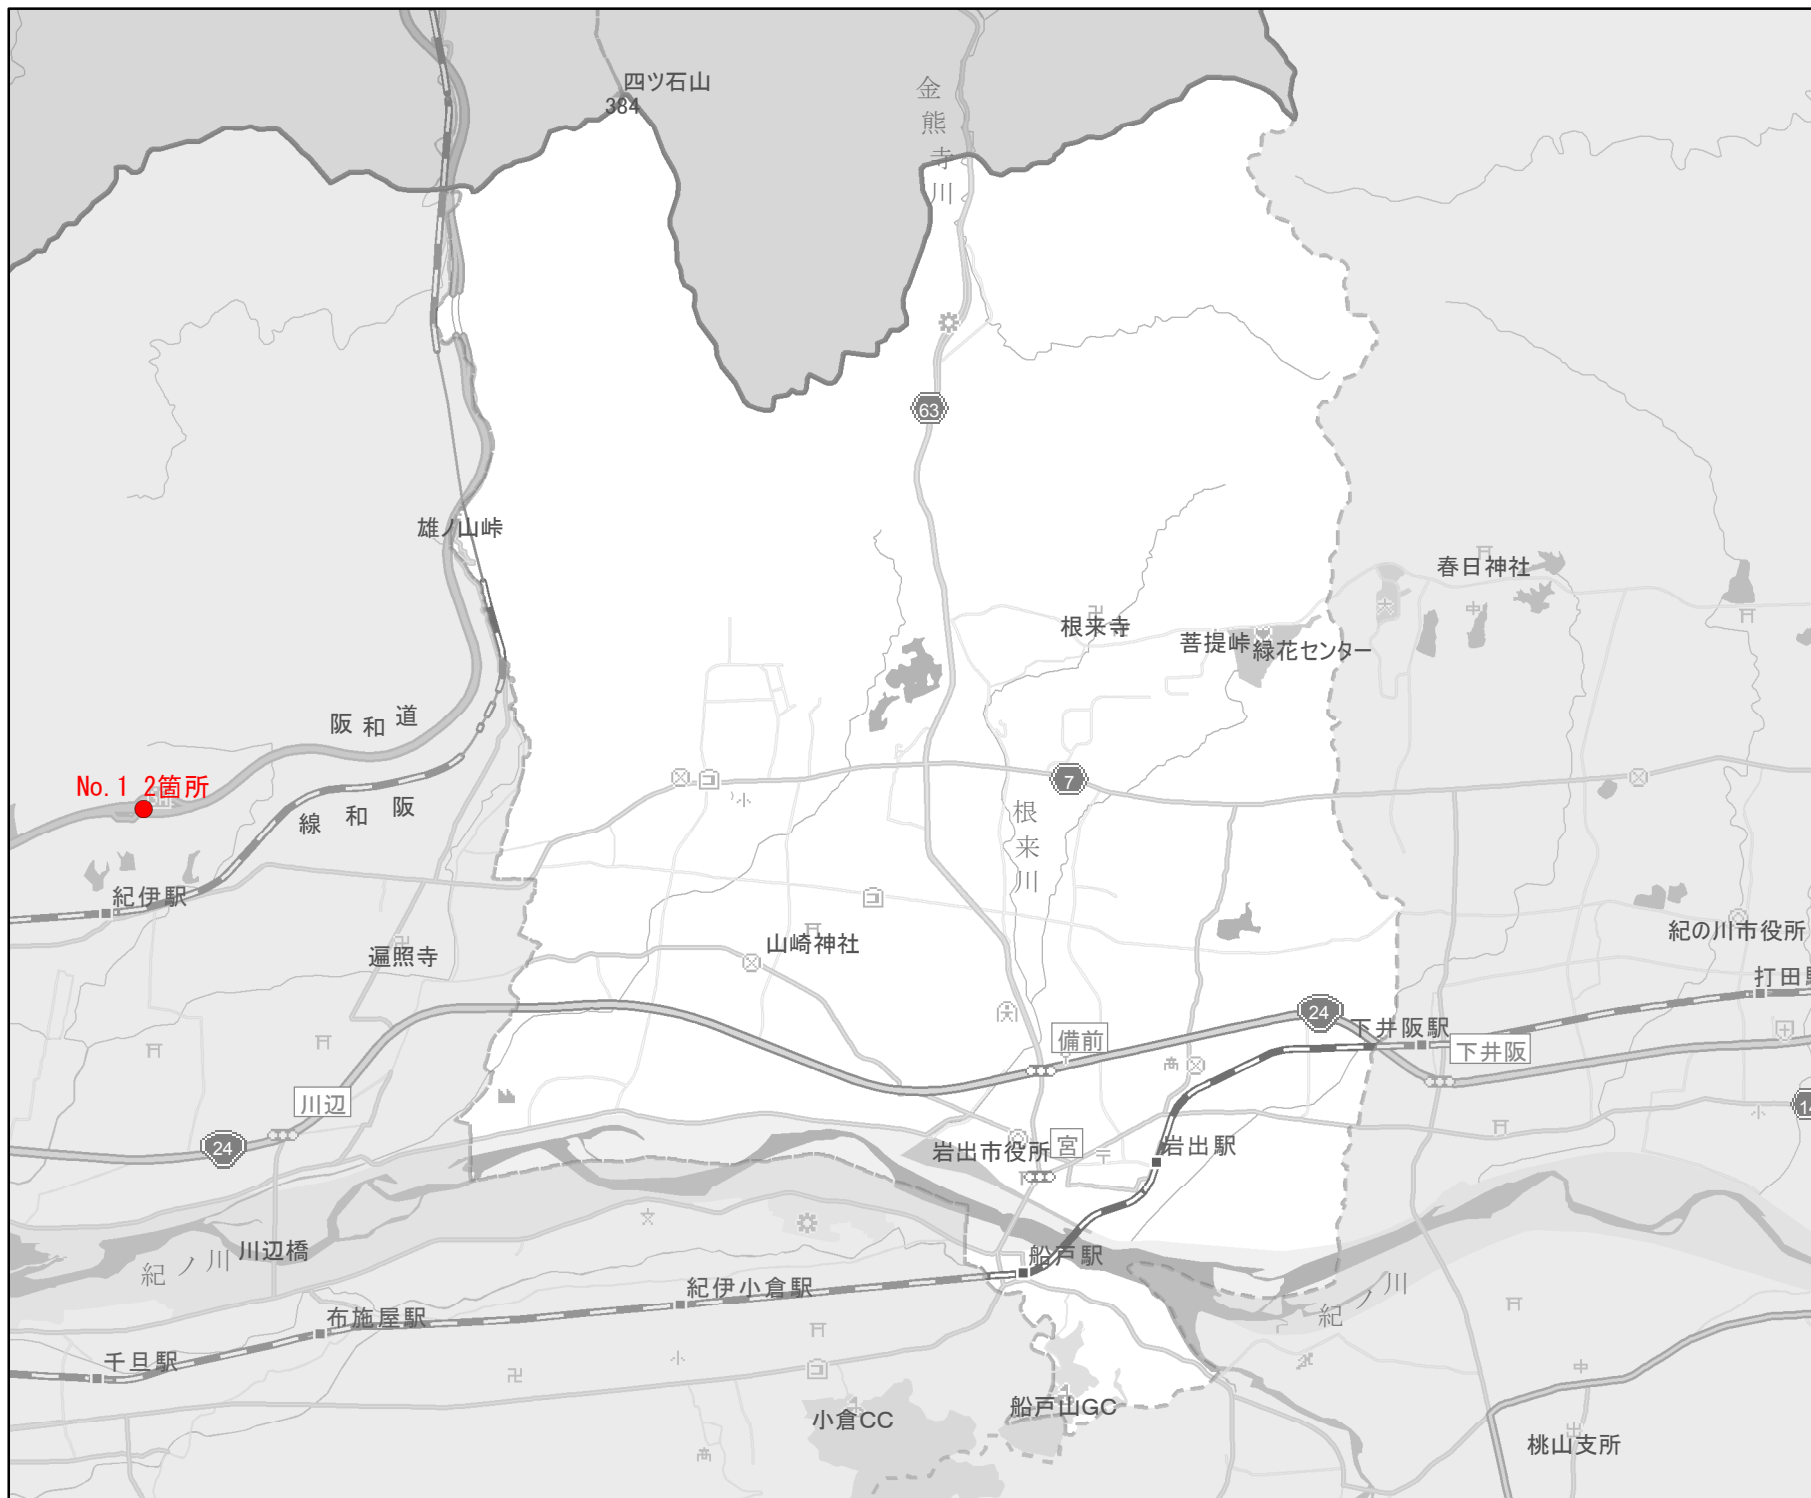 四ツ石山
384
金熊寺川
63
雄ノ山峠
春日神社
根来寺
菩提峠
緑花センター
阪和道
No.1 2箇所
7
線和阪
根来川
紀伊駅
山崎神社
遍照寺
紀の川市役所
打田駅
24
備前
下井阪駅
下井阪
川辺
24
14
岩出市役所
宮
岩出駅
川辺橋
紀ノ川
船戸駅
紀伊小倉駅
紀ノ川
布施屋駅
千旦駅
小倉CC
船戸山GC
桃山支所